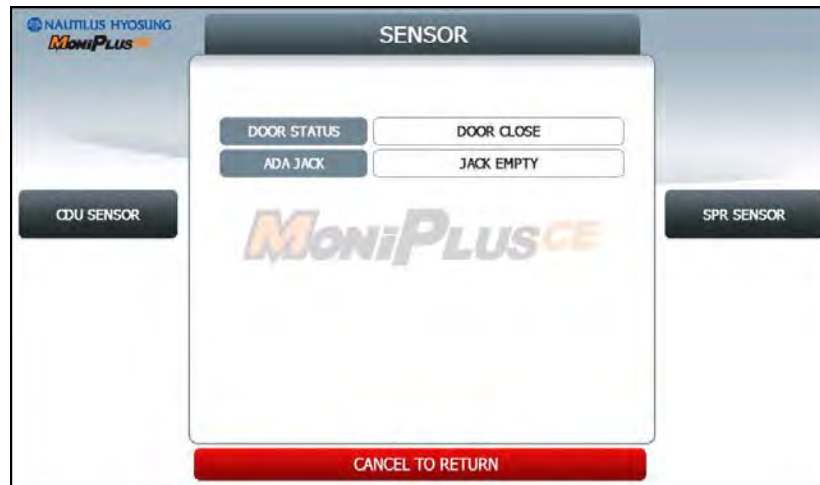 NAUTILUS HYOSUNG
MONIPLUS CE
SENSOR
DOOR STATUS DOOR CLOSE
ADA JACK JACK EMPTY
CDU SENSOR
SPR SENSOR
MONIPLUSCE
CANCEL TO RETURN